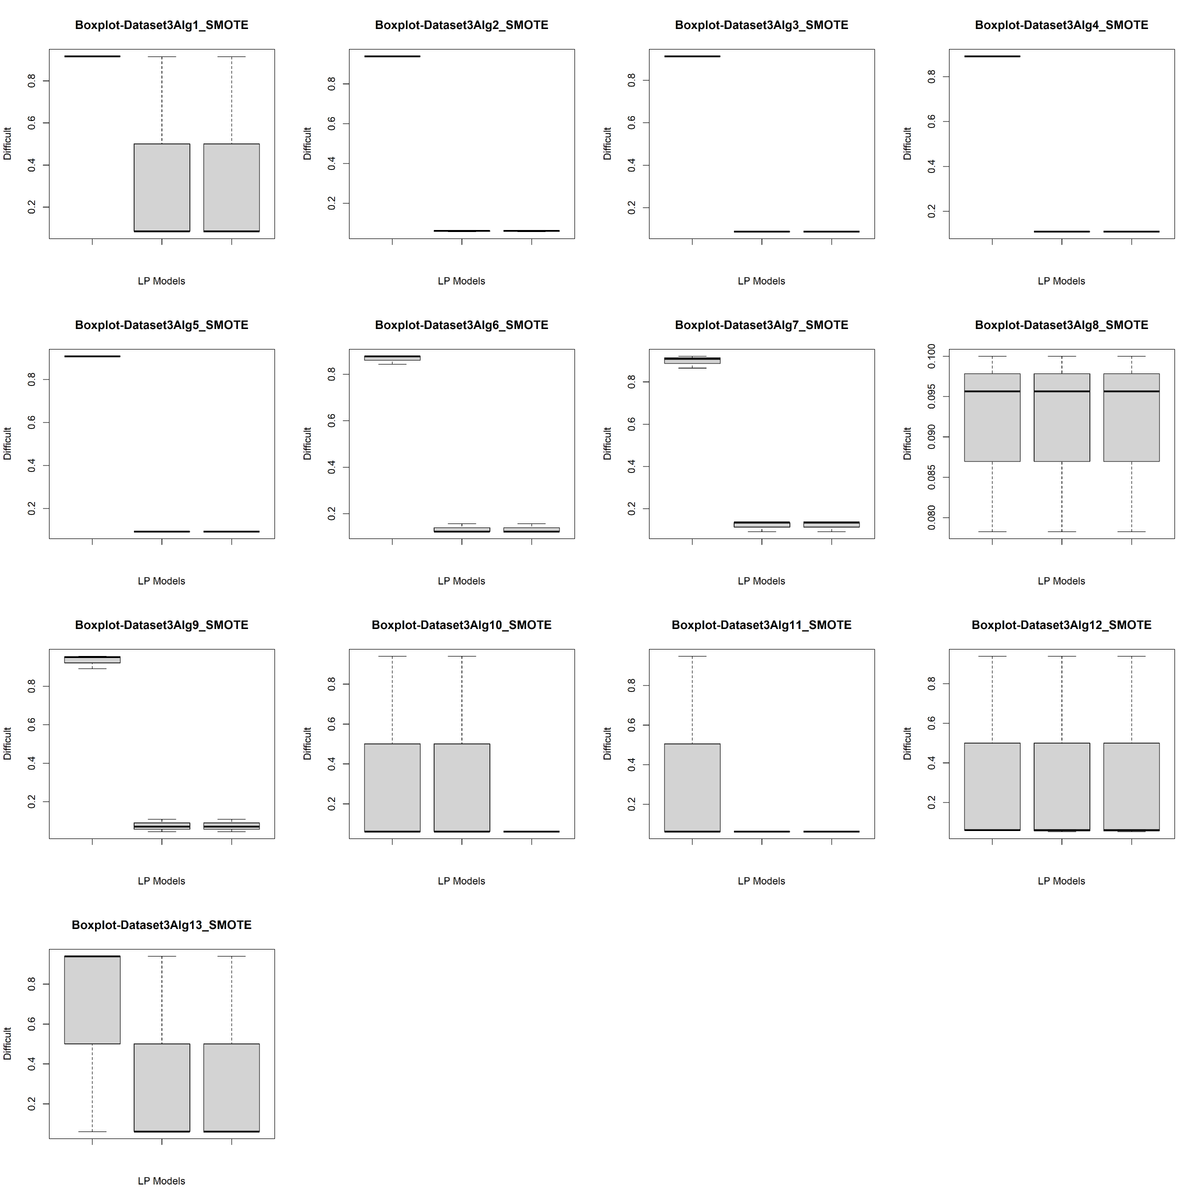 Boxplot-Dataset3Alg1_SMOTE
Difficult
0.2 0.4 0.6 0.8
LP Models
Boxplot-Dataset3Alg2_SMOTE
Difficult
0.2 0.4 0.6 0.8
LP Models
Boxplot-Dataset3Alg3_SMOTE
Difficult
0.2 0.4 0.6 0.8
LP Models
Boxplot-Dataset3Alg4_SMOTE
Difficult
0.2 0.4 0.6 0.8
LP Models
Boxplot-Dataset3Alg5_SMOTE
Difficult
0.2 0.4 0.6 0.8
LP Models
Boxplot-Dataset3Alg6_SMOTE
Difficult
0.2 0.4 0.6 0.8
LP Models
Boxplot-Dataset3Alg7_SMOTE
Difficult
0.2 0.4 0.6 0.8
LP Models
Boxplot-Dataset3Alg8_SMOTE
Difficult
0.080 0.085 0.090 0.095 0.100
LP Models
Boxplot-Dataset3Alg9_SMOTE
Difficult
0.2 0.4 0.6 0.8
LP Models
Boxplot-Dataset3Alg10_SMOTE
Difficult
0.2 0.4 0.6 0.8
LP Models
Boxplot-Dataset3Alg11_SMOTE
Difficult
0.2 0.4 0.6 0.8
LP Models
Boxplot-Dataset3Alg12_SMOTE
Difficult
0.2 0.4 0.6 0.8
LP Models
Boxplot-Dataset3Alg13_SMOTE
Difficult
0.2 0.4 0.6 0.8
LP Models